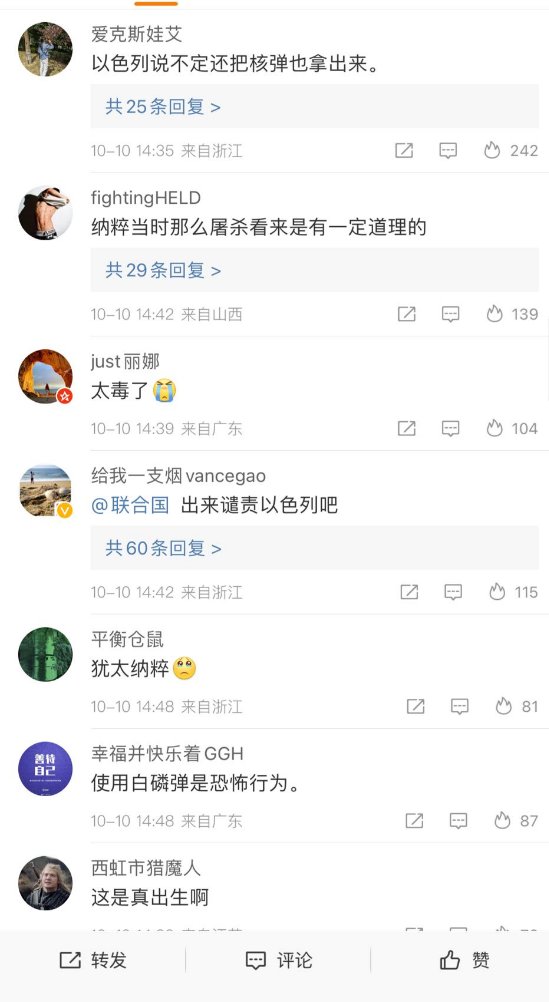 爱克斯娃艾
以色列说不定还把核弹也拿出来。
共25条回复 >
10-10 14:35 来自浙江 242
fightingHELD
纳粹当时那么屠杀看来是有一定道理的
共29条回复 >
10-10 14:42 来自山西 139
just丽娜
太毒了😭
10-10 14:39 来自广东 104
给我一支烟vancegao
@联合国 出来谴责以色列吧
共60条回复 >
10-10 14:42 来自浙江 115
平衡仓鼠
犹太纳粹🥺
10-10 14:48 来自浙江 81
善待
自己
幸福并快乐着GGH
使用白磷弹是恐怖行为。
10-10 14:48 来自广东 87
西虹市猎魔人
这是真出生啊
转发 评论 赞